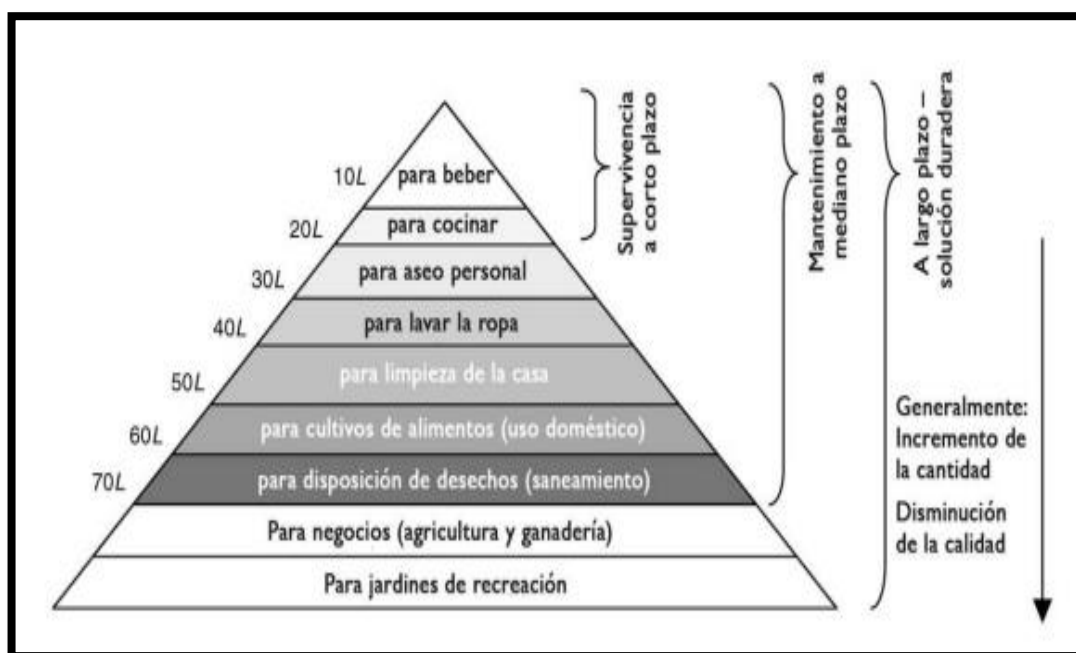 10L
para beber
20L
para cocinar
30L
para aseo personal
40L
para lavar la ropa
50L
para limpieza de la casa
60L
para cultivos de alimentos (uso doméstico)
70L
para disposición de desechos (saneamiento)
Para negocios (agricultura y ganadería)
Para jardines de recreación
Supervivencia
a corto plazo
Mantenimiento a
mediano plazo
A largo plazo –
solución duradera
Generalmente:
Incremento de
la cantidad
Disminución
de la calidad